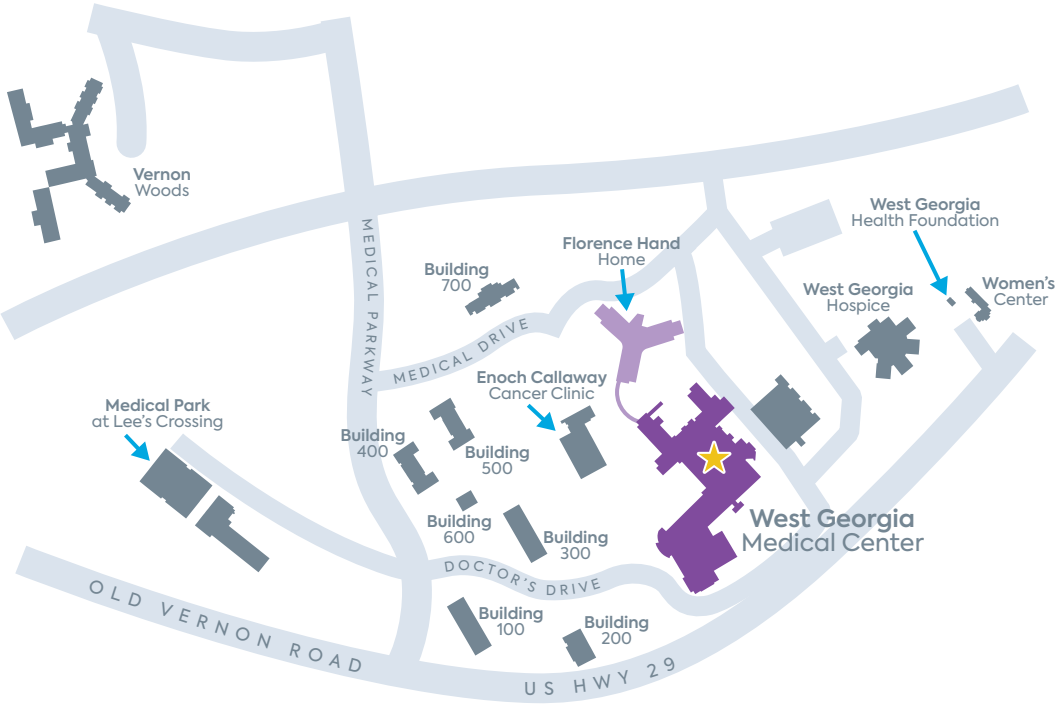 Vernon
Woods
West Georgia
Health Foundation
Florence Hand
Home
Building
700
West Georgia
Hospice
Women's
Center
MEDICAL PARKWAY
MEDICAL DRIVE
Enoch Callaway
Cancer Clinic
Medical Park
at Lee's Crossing
Building
400
Building
500
Building
600
Building
300
West Georgia
Medical Center
DOCTOR'S DRIVE
Building
100
Building
200
OLD VERNON ROAD
US HWY 29